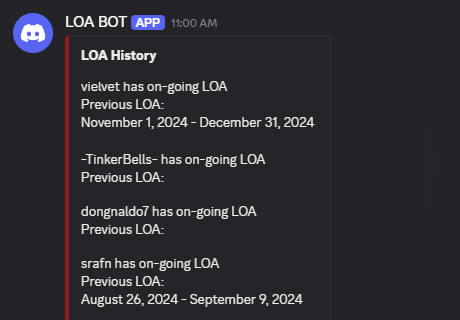 LOA BOT APP 11:00 AM
LOA History
vielvet has on-going LOA
Previous LOA:
November 1, 2024 - December 31, 2024
-TinkerBells- has on-going LOA
Previous LOA:
dongnaldo7 has on-going LOA
Previous LOA:
srafn has on-going LOA
Previous LOA:
August 26, 2024 - September 9, 2024